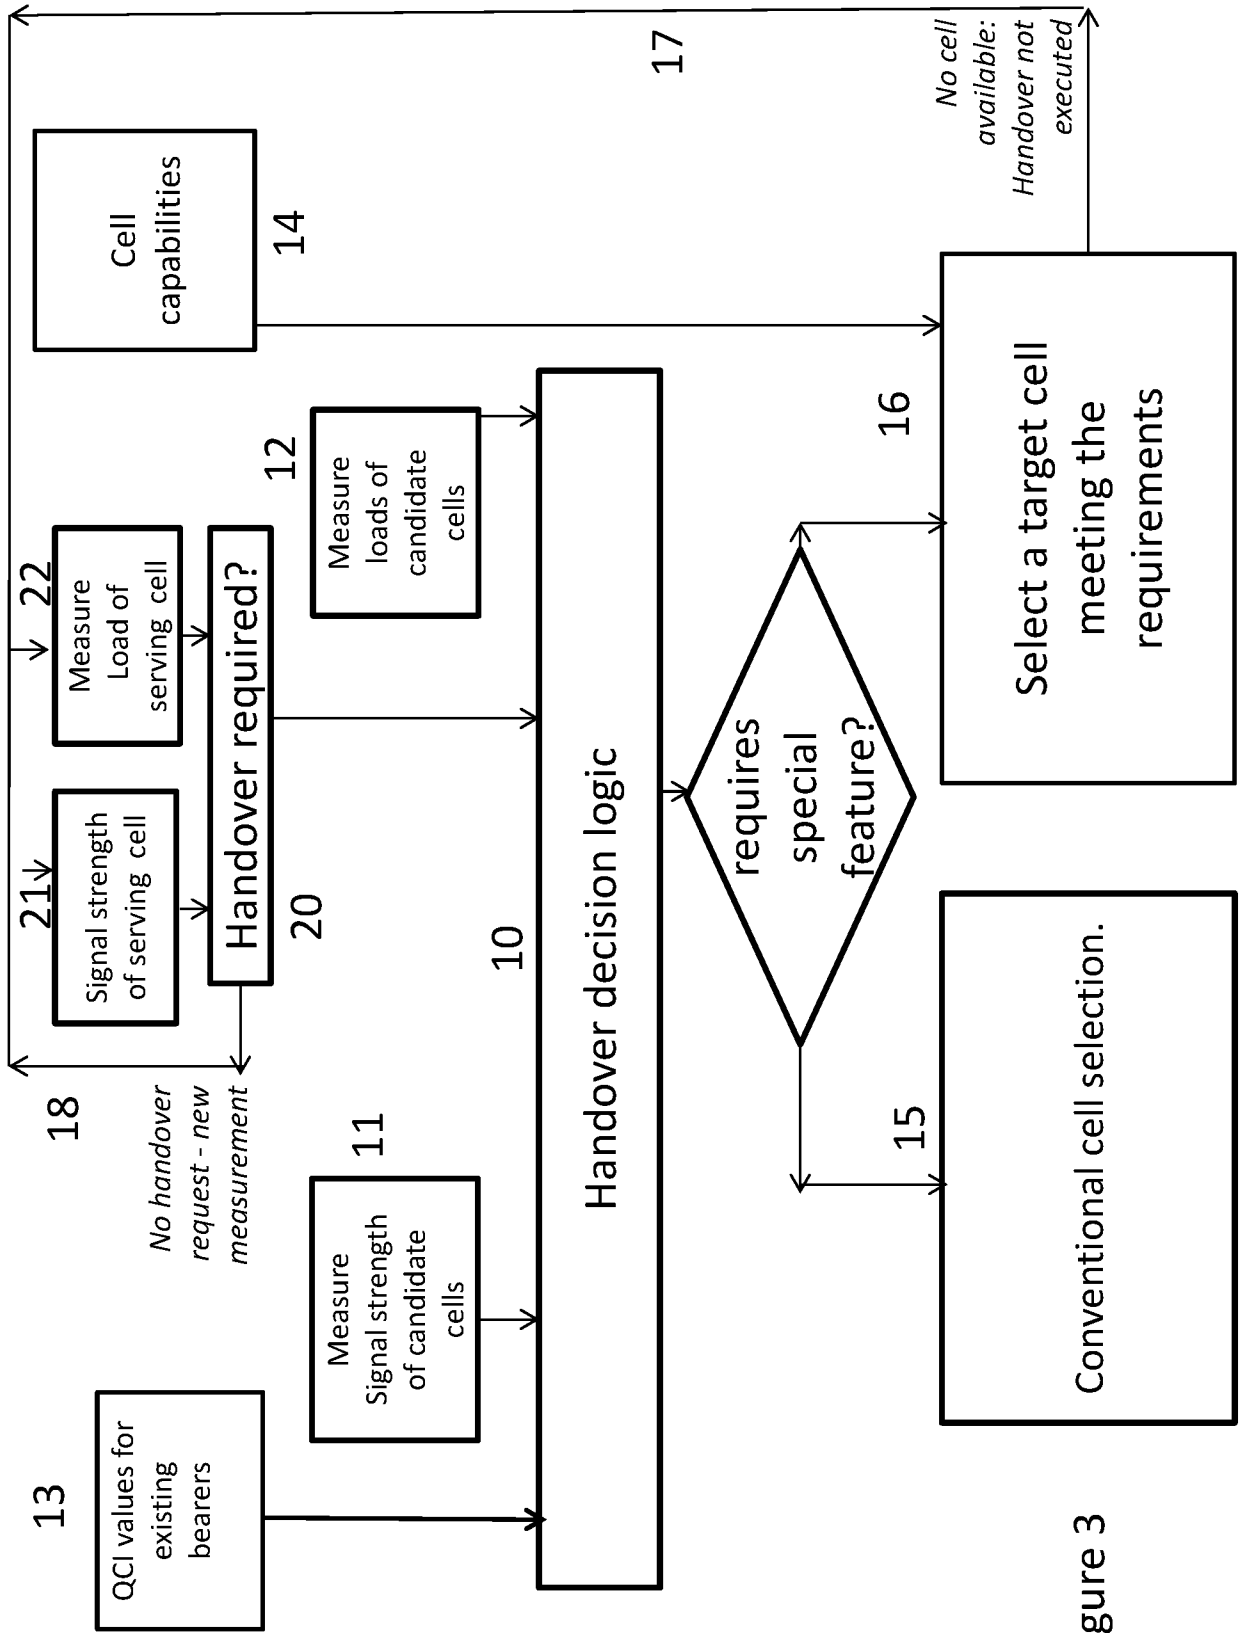 13
QCI values for
existing
bearers
18
No handover
request - new
measurement
21
Signal strength
of serving cell
22
Measure
Load of
serving cell
Handover required?
20
Cell
capabilities
14
11
Measure
Signal strength
of candidate
cells
12
Measure
loads of
candidate
cells
10
Handover decision logic
17
requires
special
feature?
15
Conventional cell selection.
16
Select a target cell
meeting the
requirements
No cell
available:
Handover not
executed
gure 3